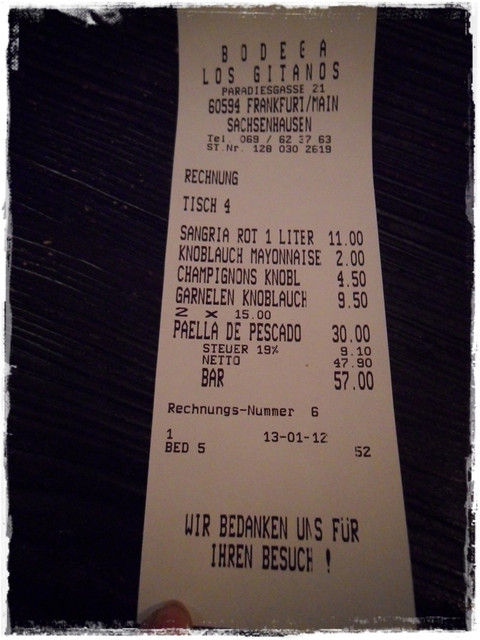 BODEGA
LOS GITANOS
PARADIESGASSE 21
60594 FRANKFURT/MAIN
SACHSENHAUSEN
Tel. 069 / 62 37 63
ST.Nr. 128 030 2619
RECHNUNG
TISCH 4
SANGRIA ROT 1 LITER 11.00
KNOBLAUCH MAYONNAISE 2.00
CHAMPIGNONS KNOBL 4.50
GARNELEN KNOBLAUCH 9.50
2 x 15.00
PAELLA DE PESCADO 30.00
STEUER 19% 9.10
NETTO 47.90
BAR 57.00
Rechnungs-Nummer 6
1 13-01-12
BED 5 52
WIR BEDANKEN UNS FÜR
IHREN BESUCH !